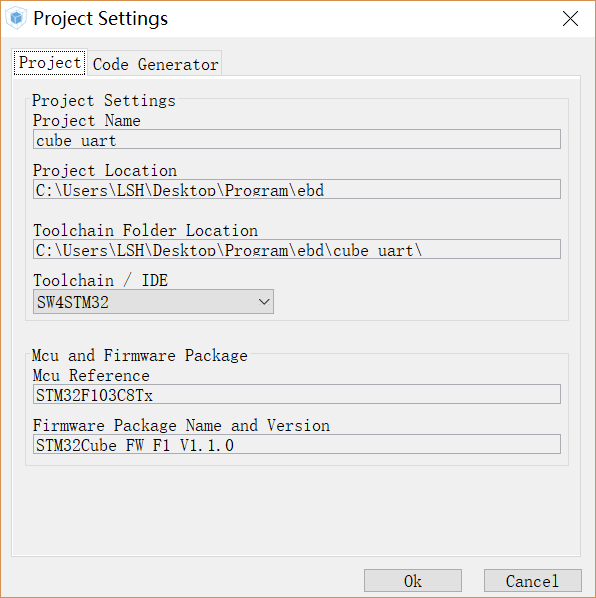 Project Settings
Project Code Generator
Project Settings
Project Name
cube uart
Project Location
C:\Users\LSH\Desktop\Program\ebd
Toolchain Folder Location
C:\Users\LSH\Desktop\Program\ebd\cube uart\
Toolchain / IDE
SW4STM32
Mcu and Firmware Package
Mcu Reference
STM32F103C8Tx
Firmware Package Name and Version
STM32Cube FW F1 V1.1.0
Ok Cancel